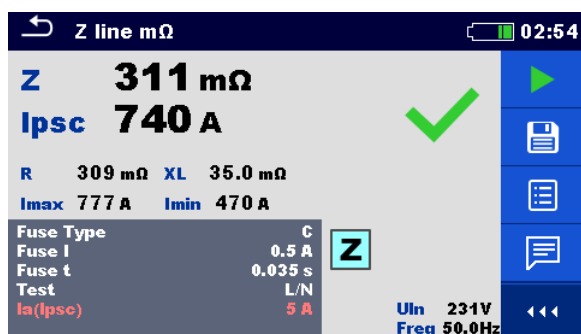 Z line mΩ 02:54
Z 311 mΩ
Ipsc 740 A
R 309 mΩ XL 35.0 mΩ
Imax 777 A Imin 470 A
Fuse Type C
Fuse I 0.5 A
Fuse t 0.035 s
Test L/N
Ia(Ipsc) 5 A
Z
Uln 231V
Freq 50.0Hz